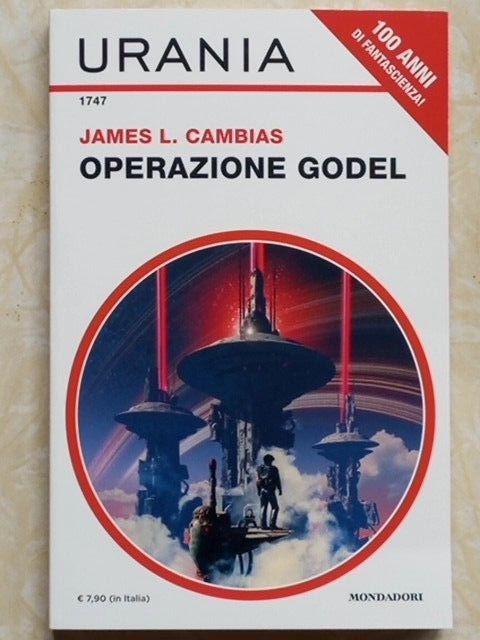 URANIA
100 ANNI
DI FANTASCIENZA!
1747
JAMES L. CAMBIAS
OPERAZIONE GODEL
€ 7,90 (in Italia)
MONDADORI